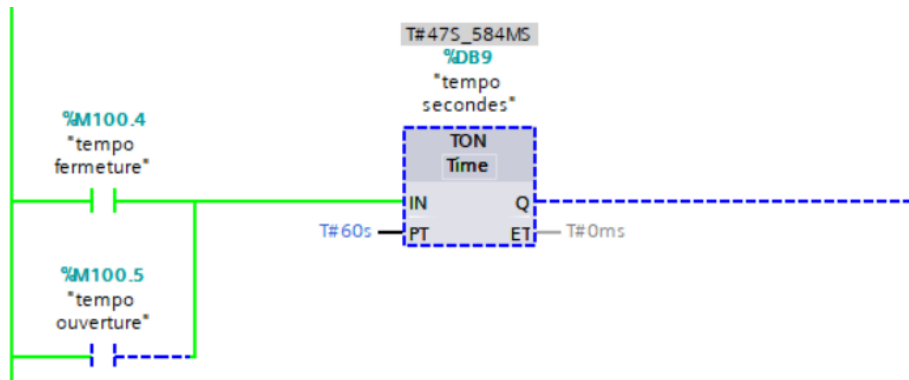 T#47S_584MS
%DB9
"tempo
secondes"
%M100.4
"tempo
fermeture"
TON
Time
IN Q
T#60s PT ET T#0ms
%M100.5
"tempo
ouverture"